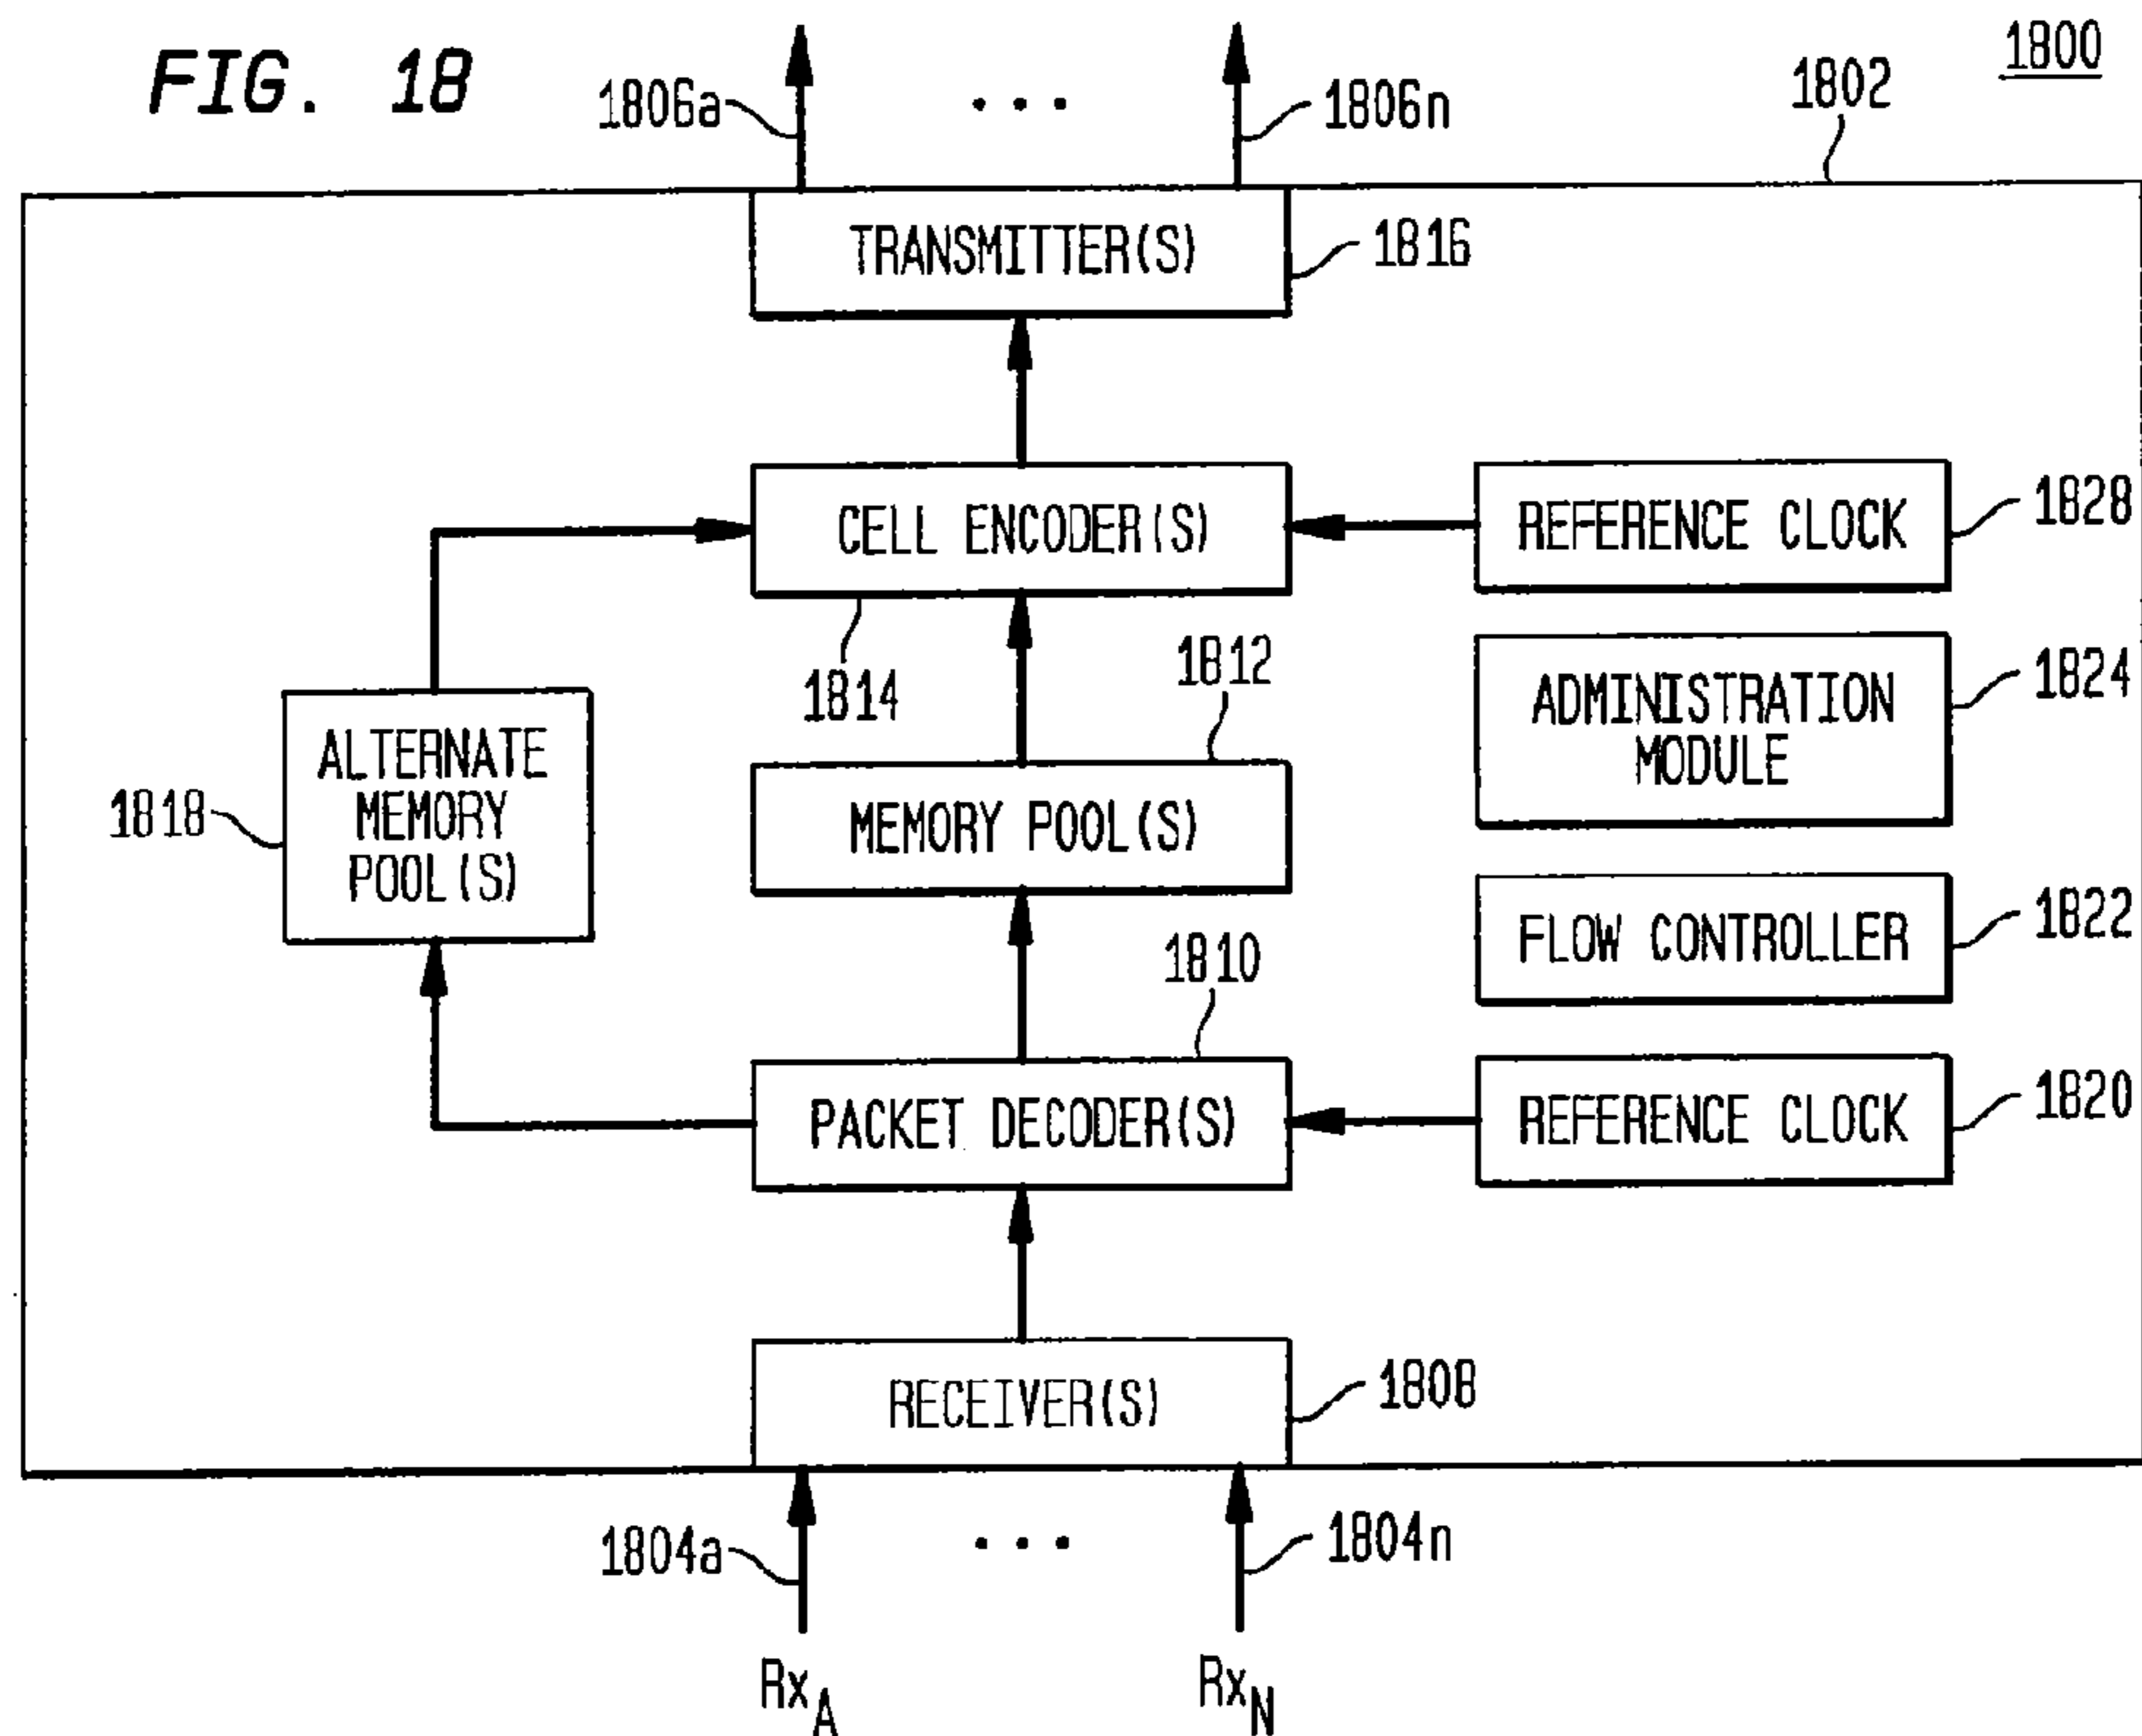 FIG. 18
1800
1802
1806a
• • •
1806n
TRANSMITTER(S)
1816
CELL ENCODER(S)
REFERENCE CLOCK
1828
1814
1812
ADMINISTRATION
MODULE
1824
ALTERNATE
MEMORY
POOL(S)
1818
MEMORY POOL(S)
FLOW CONTROLLER
1822
1810
PACKET DECODER(S)
REFERENCE CLOCK
1820
RECEIVER(S)
1808
1804a
• • •
1804n
RxA
RxN